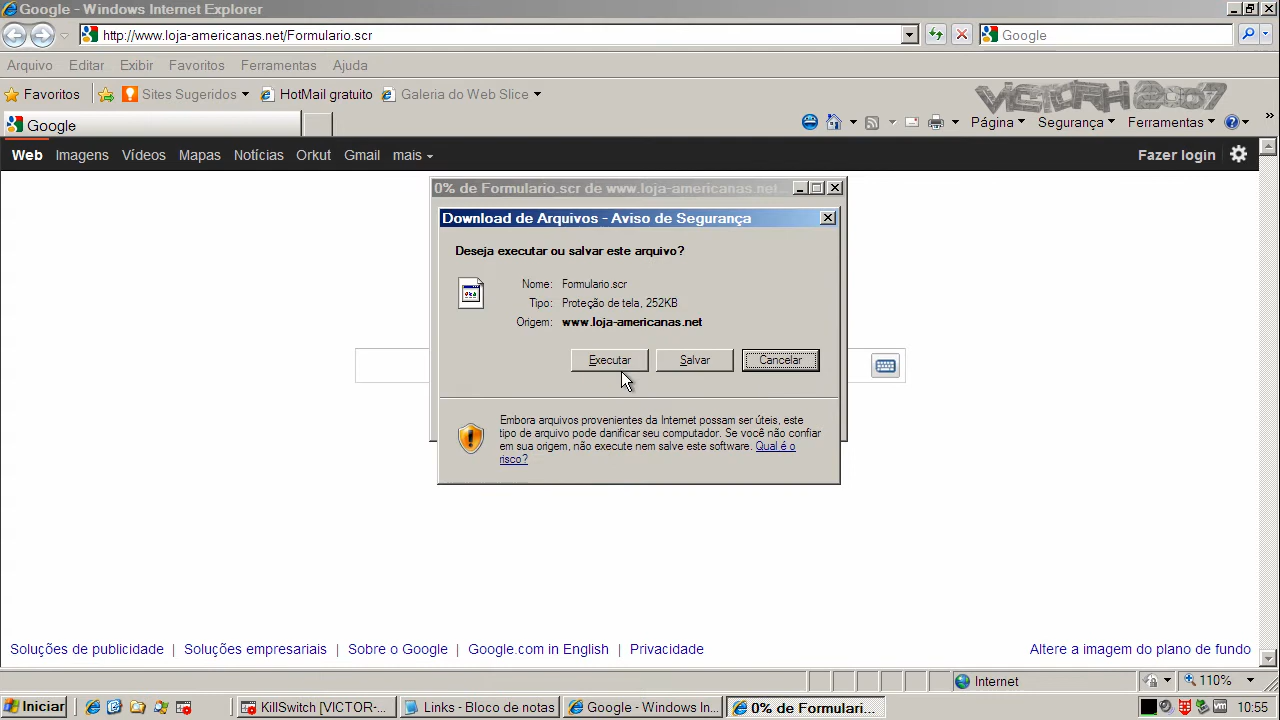 Google - Windows Internet Explorer
http://www.loja-americanas.net/Formulario.scr
Google
Arquivo Editar Exibir Favoritos Ferramentas Ajuda
Favoritos Sites Sugeridos HotMail gratuito Galeria do Web Slice
VICTORH 2007
Google
Página Segurança Ferramentas »
Web Imagens Vídeos Mapas Notícias Orkut Gmail mais
Fazer login
0% de Formulario.scr de www.loja-americanas.net...
Download de Arquivos - Aviso de Segurança
Deseja executar ou salvar este arquivo?
Nome: Formulario.scr
Tipo: Proteção de tela, 252KB
Origem: www.loja-americanas.net
Executar Salvar Cancelar
Embora arquivos provenientes da Internet possam ser úteis, este
tipo de arquivo pode danificar seu computador. Se você não confiar
em sua origem, não execute nem salve este software. Qual é o
risco?
Soluções de publicidade | Soluções empresariais | Sobre o Google | Google.com in English | Privacidade
Altere a imagem do plano de fundo
Internet
110%
Iniciar
KillSwitch [VICTOR-...
Links - Bloco de notas
Google - Windows In...
0% de Formulari...
10:55